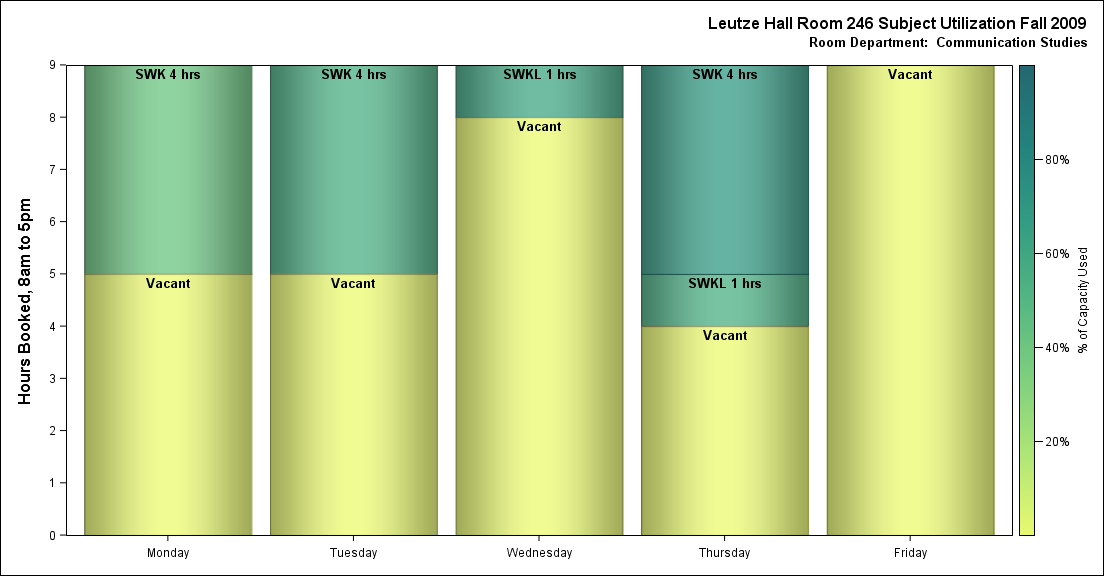 Leutze Hall Room 246 Subject Utilization Fall 2009
Room Department:  Communication Studies
Hours Booked, 8am to 5pm
9
8
7
6
5
4
3
2
1
0
SWK 4 hrs
Vacant
SWK 4 hrs
Vacant
SWKL 1 hrs
Vacant
SWK 4 hrs
SWKL 1 hrs
Vacant
Vacant
Monday
Tuesday
Wednesday
Thursday
Friday
80%
60%
40%
20%
% of Capacity Used